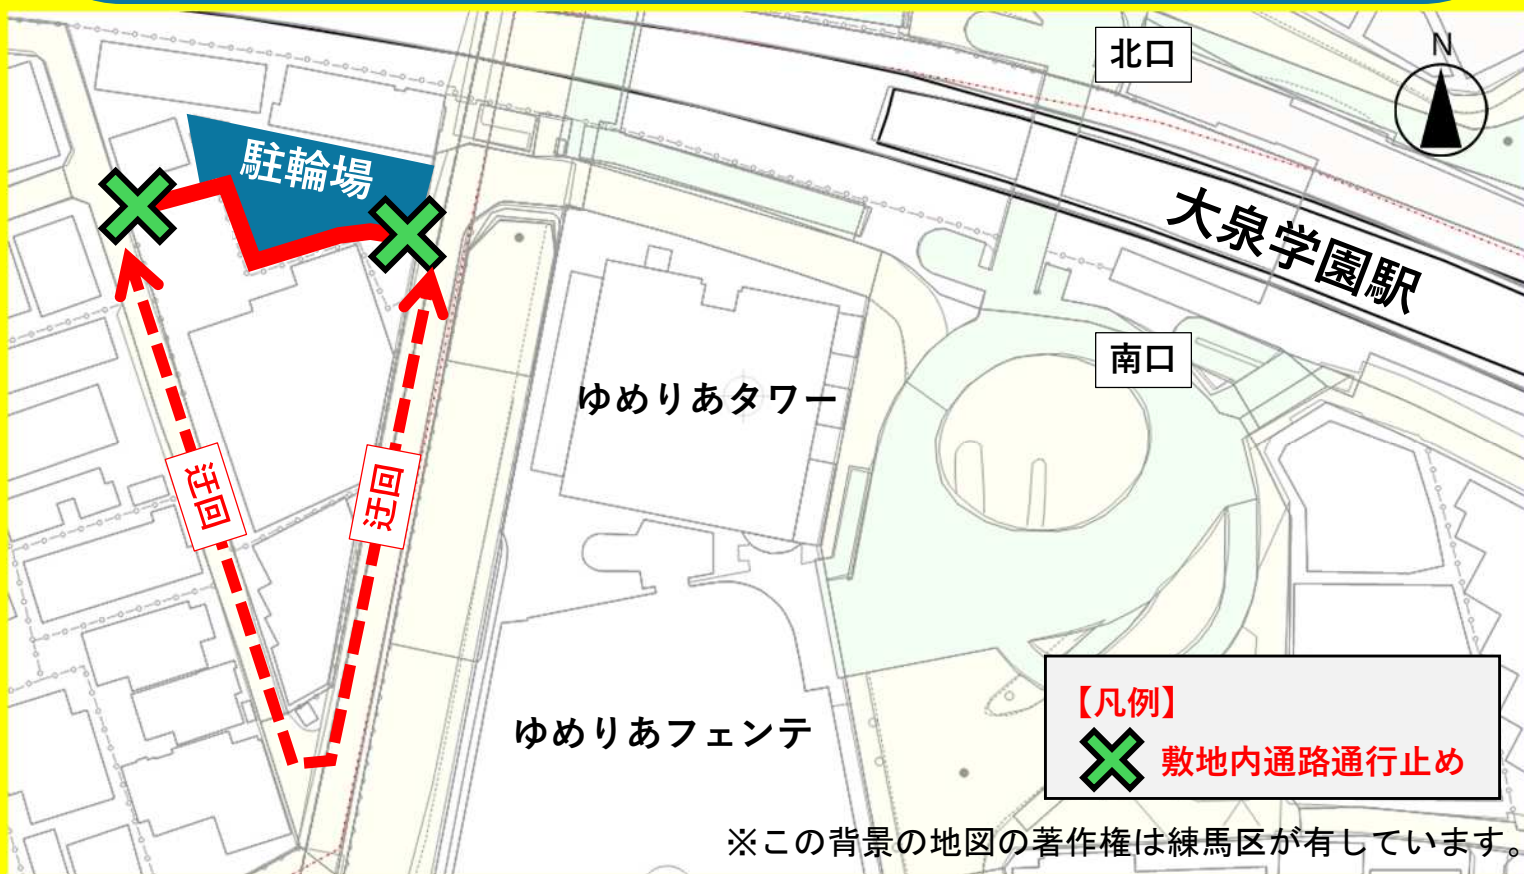 北口
N
駐輪場
大泉学園駅
南口
ゆめりあタワー
迂回
迂回
ゆめりあフェンテ
【凡例】
敷地内通路通行止め
※この背景の地図の著作権は練馬区が有しています。